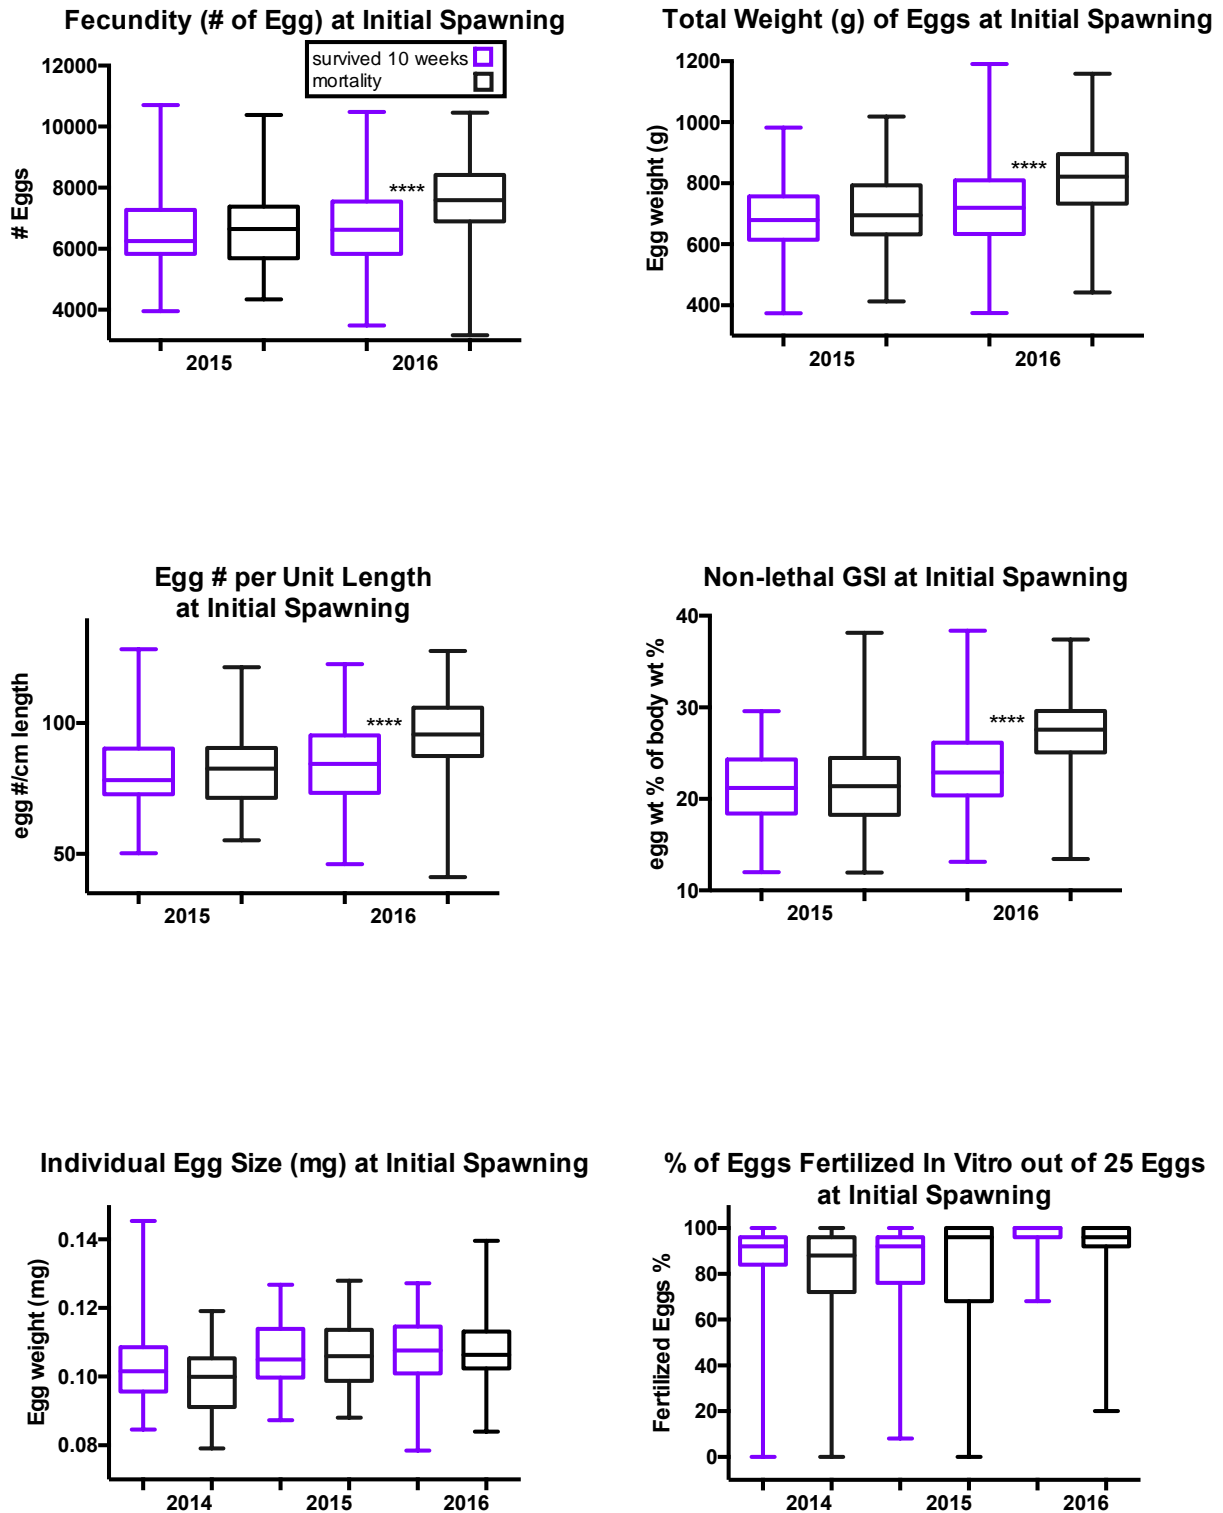 Fecundity (# of Egg) at Initial Spawning
survived 10 weeks
mortality
12000
10000
8000
6000
4000
# Eggs
****
2015
2016
Total Weight (g) of Eggs at Initial Spawning
1200
1000
800
600
400
Egg weight (g)
****
2015
2016
Egg # per Unit Length
at Initial Spawning
100
50
egg #/cm length
****
2015
2016
Non-lethal GSI at Initial Spawning
40
30
20
10
egg wt % of body wt %
****
2015
2016
Individual Egg Size (mg) at Initial Spawning
0.14
0.12
0.10
0.08
Egg weight (mg)
2014
2015
2016
% of Eggs Fertilized In Vitro out of 25 Eggs
at Initial Spawning
100
80
60
40
20
0
Fertilized Eggs %
2014
2015
2016